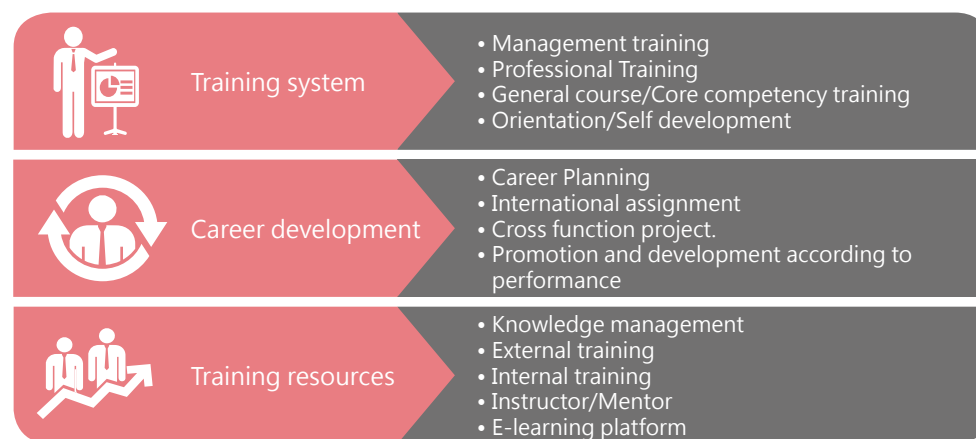 Training system
• Management training
• Professional Training
• General course/Core competency training
• Orientation/Self development
Career development
• Career Planning
• International assignment
• Cross function project.
• Promotion and development according to
performance
Training resources
• Knowledge management
• External training
• Internal training
• Instructor/Mentor
• E-learning platform